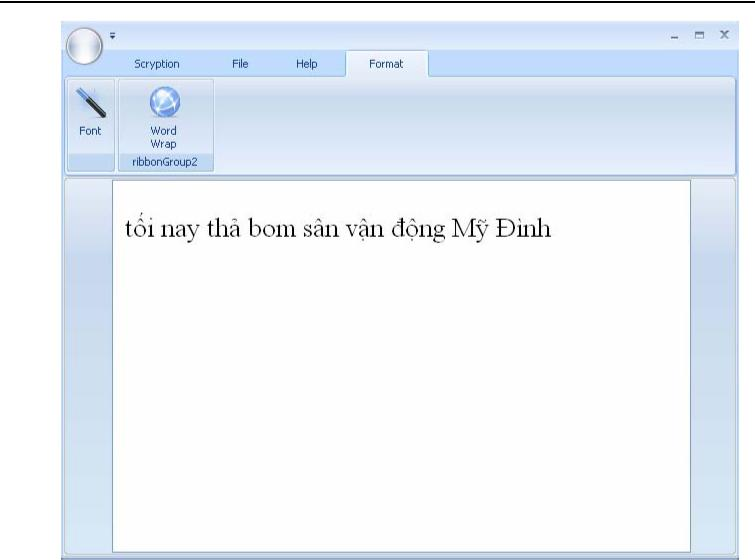 Scryption File Help Format
Font
Word
Wrap
ribbonGroup2
tối nay thả bom sân vận động Mỹ Đình